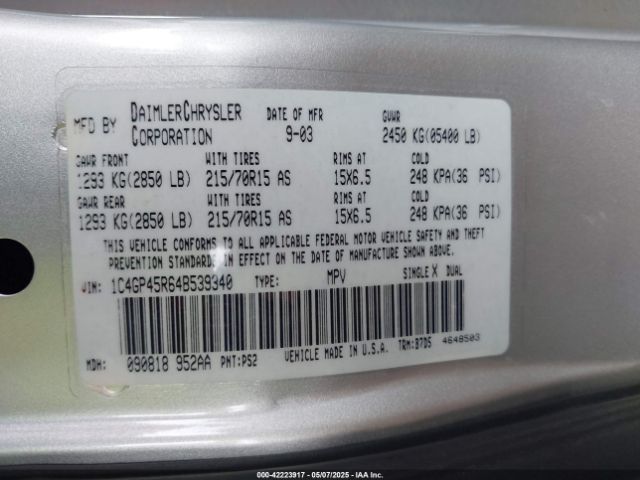 MFD BY DAIMLERCHRYSLER CORPORATION DATE OF MFR 9-03 GVWR 2450 KG(05400 LB)
GAWR FRONT WITH TIRES RIMS AT COLD
1293 KG(2850 LB) 215/70R15 AS 15X6.5 248 KPA(36 PSI)
GAWR REAR WITH TIRES RIMS AT COLD
1293 KG(2850 LB) 215/70R15 AS 15X6.5 248 KPA(36 PSI)
THIS VEHICLE CONFORMS TO ALL APPLICABLE FEDERAL MOTOR VEHICLE SAFETY AND THEFT
PREVENTION STANDARDS IN EFFECT ON THE DATE OF MANUFACTURE SHOWN ABOVE.
VIN: 1C4GP45R64B539340 TYPE: MPV SINGLE X DUAL
MDH: 090818 952AA PNT:PS2 VEHICLE MADE IN U.S.A. TRM:B7D5 4648503
000-42223917 - 05/07/2025 - IAA Inc.